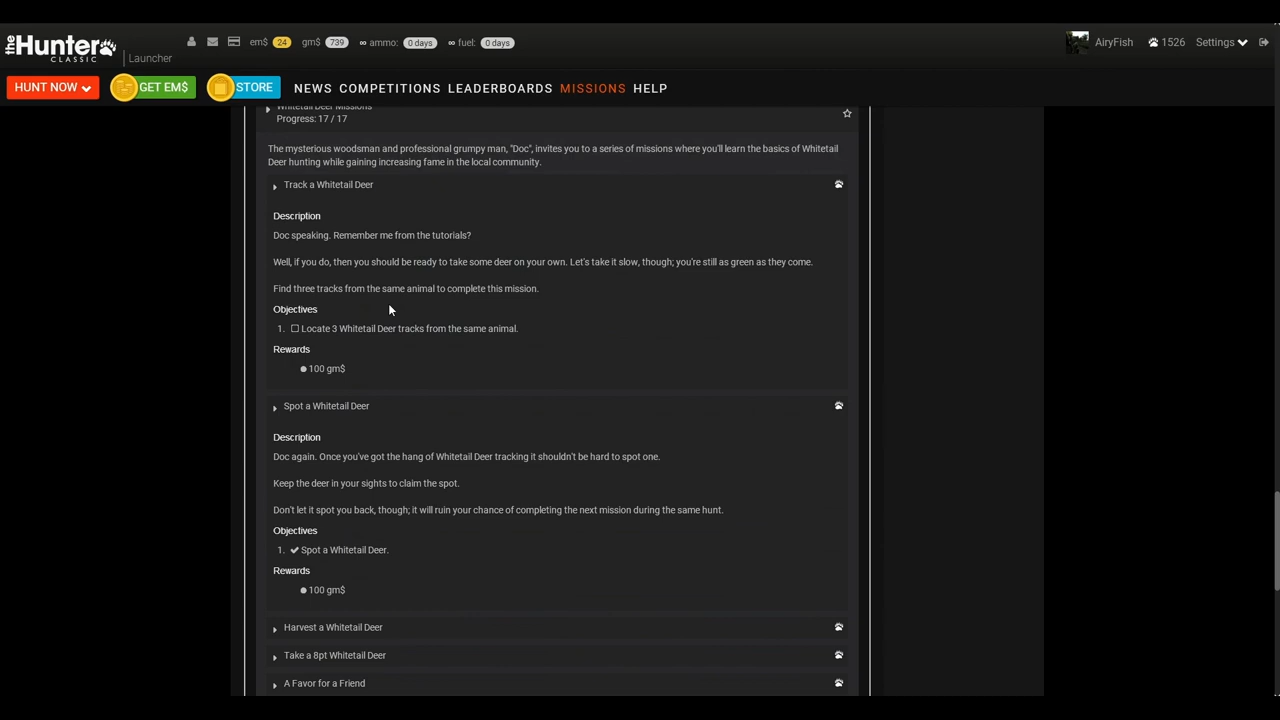 theHunter
CLASSIC
Launcher
em$ 24 gm$ 739 ∞ ammo: 0 days ∞ fuel: 0 days
AiryFish 1526 Settings
HUNT NOW GET EM$ STORE NEWS COMPETITIONS LEADERBOARDS MISSIONS HELP
Whitetail Deer Missions
Progress: 17 / 17
The mysterious woodsman and professional grumpy man, "Doc", invites you to a series of missions where you'll learn the basics of Whitetail
Deer hunting while gaining increasing fame in the local community.
Track a Whitetail Deer
Description
Doc speaking. Remember me from the tutorials?
Well, if you do, then you should be ready to take some deer on your own. Let's take it slow, though; you're still as green as they come.
Find three tracks from the same animal to complete this mission.
Objectives
1. ☐ Locate 3 Whitetail Deer tracks from the same animal.
Rewards
100 gm$
Spot a Whitetail Deer
Description
Doc again. Once you've got the hang of Whitetail Deer tracking it shouldn't be hard to spot one.
Keep the deer in your sights to claim the spot.
Don't let it spot you back, though; it will ruin your chance of completing the next mission during the same hunt.
Objectives
1. ✔ Spot a Whitetail Deer.
Rewards
100 gm$
Harvest a Whitetail Deer
Take a 8pt Whitetail Deer
A Favor for a Friend